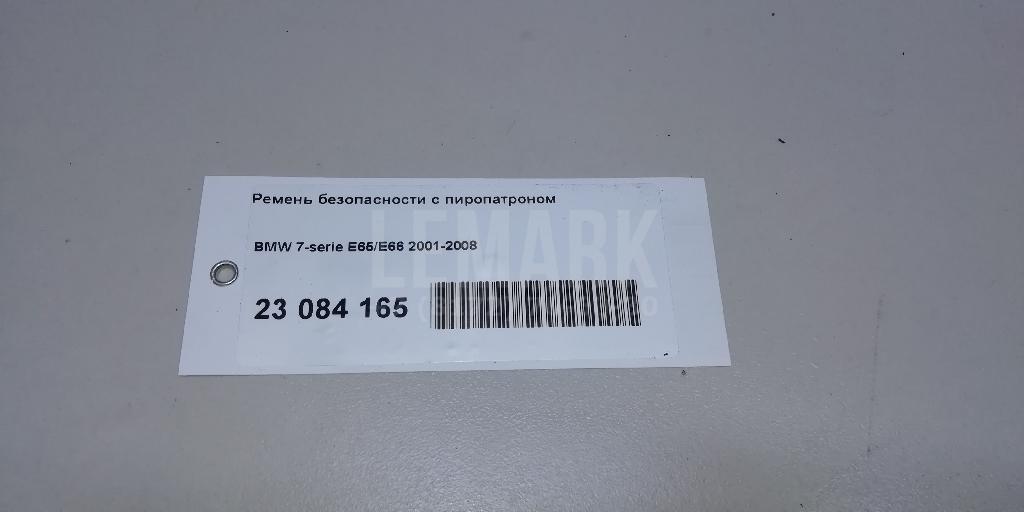 Ремень безопасности с пиропатроном
BMW 7-serie E65/E66 2001-2008
LEMARK
23 084 165